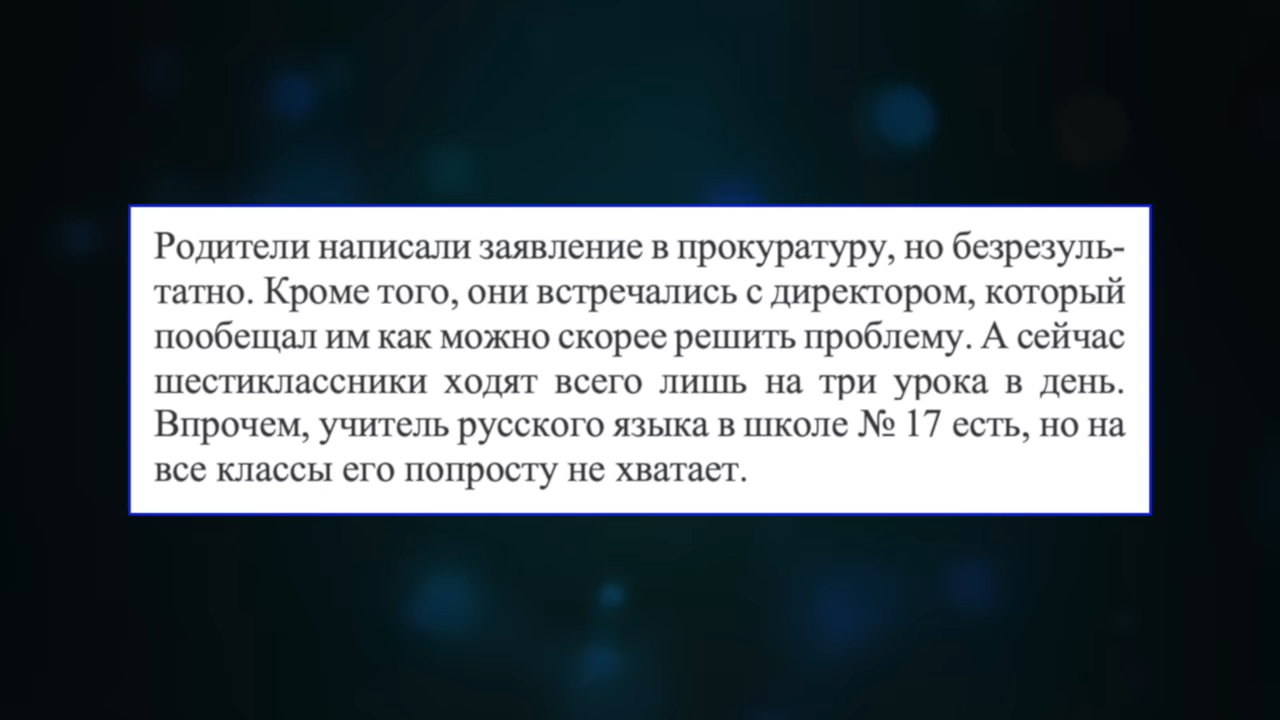 Родители написали заявление в прокуратуру, но безрезуль-
татно. Кроме того, они встречались с директором, который
пообещал им как можно скорее решить проблему. А сейчас
шестиклассники ходят всего лишь на три урока в день.
Впрочем, учитель русского языка в школе № 17 есть, но на
все классы его попросту не хватает.